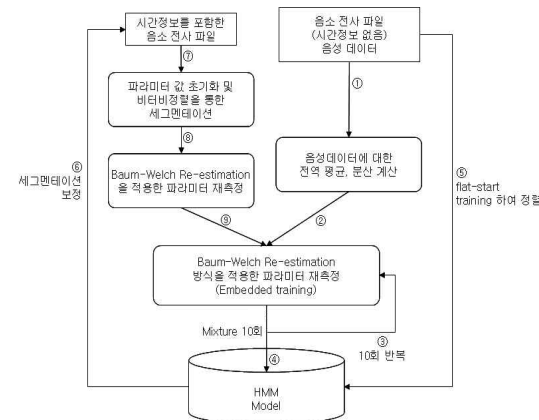 시간정보를 포함한
음소 전사 파일
음소 전사 파일
(시간정보 없음)
음성 데이터
⑦
①
파라미터 값 초기화 및
비터비정렬을 통한
세그멘테이션
⑧
⑥
세그멘테이션
보정
Baum-Welch Re-estimation
을 적용한 파라미터 재측정
음성데이터에 대한
전역 평균, 분산 계산
⑤
flat-start
training 하여 정렬
⑨
②
Baum-Welch Re-estimation
방식을 적용한 파라미터 재측정
(Embedded training)
Mixture 10회
③
10회 반복
④
HMM
Model